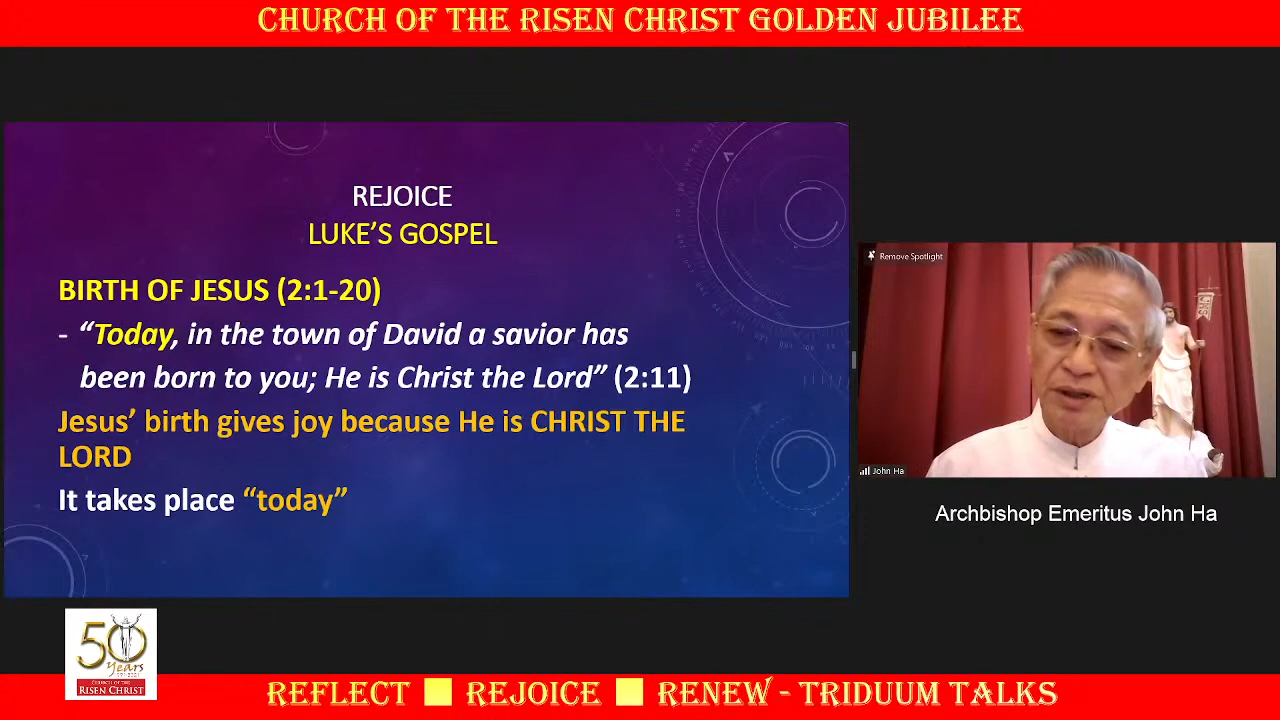 CHURCH OF THE RISEN CHRIST GOLDEN JUBILEE
REJOICE
LUKE'S GOSPEL
BIRTH OF JESUS (2:1-20)
- “Today, in the town of David a savior has
been born to you; He is Christ the Lord” (2:11)
Jesus’ birth gives joy because He is CHRIST THE
LORD
It takes place “today”
Remove Spotlight
John Ha
Archbishop Emeritus John Ha
50
Years
CHURCH OF THE
RISEN CHRIST
REFLECT REJOICE RENEW - TRIDUUM TALKS